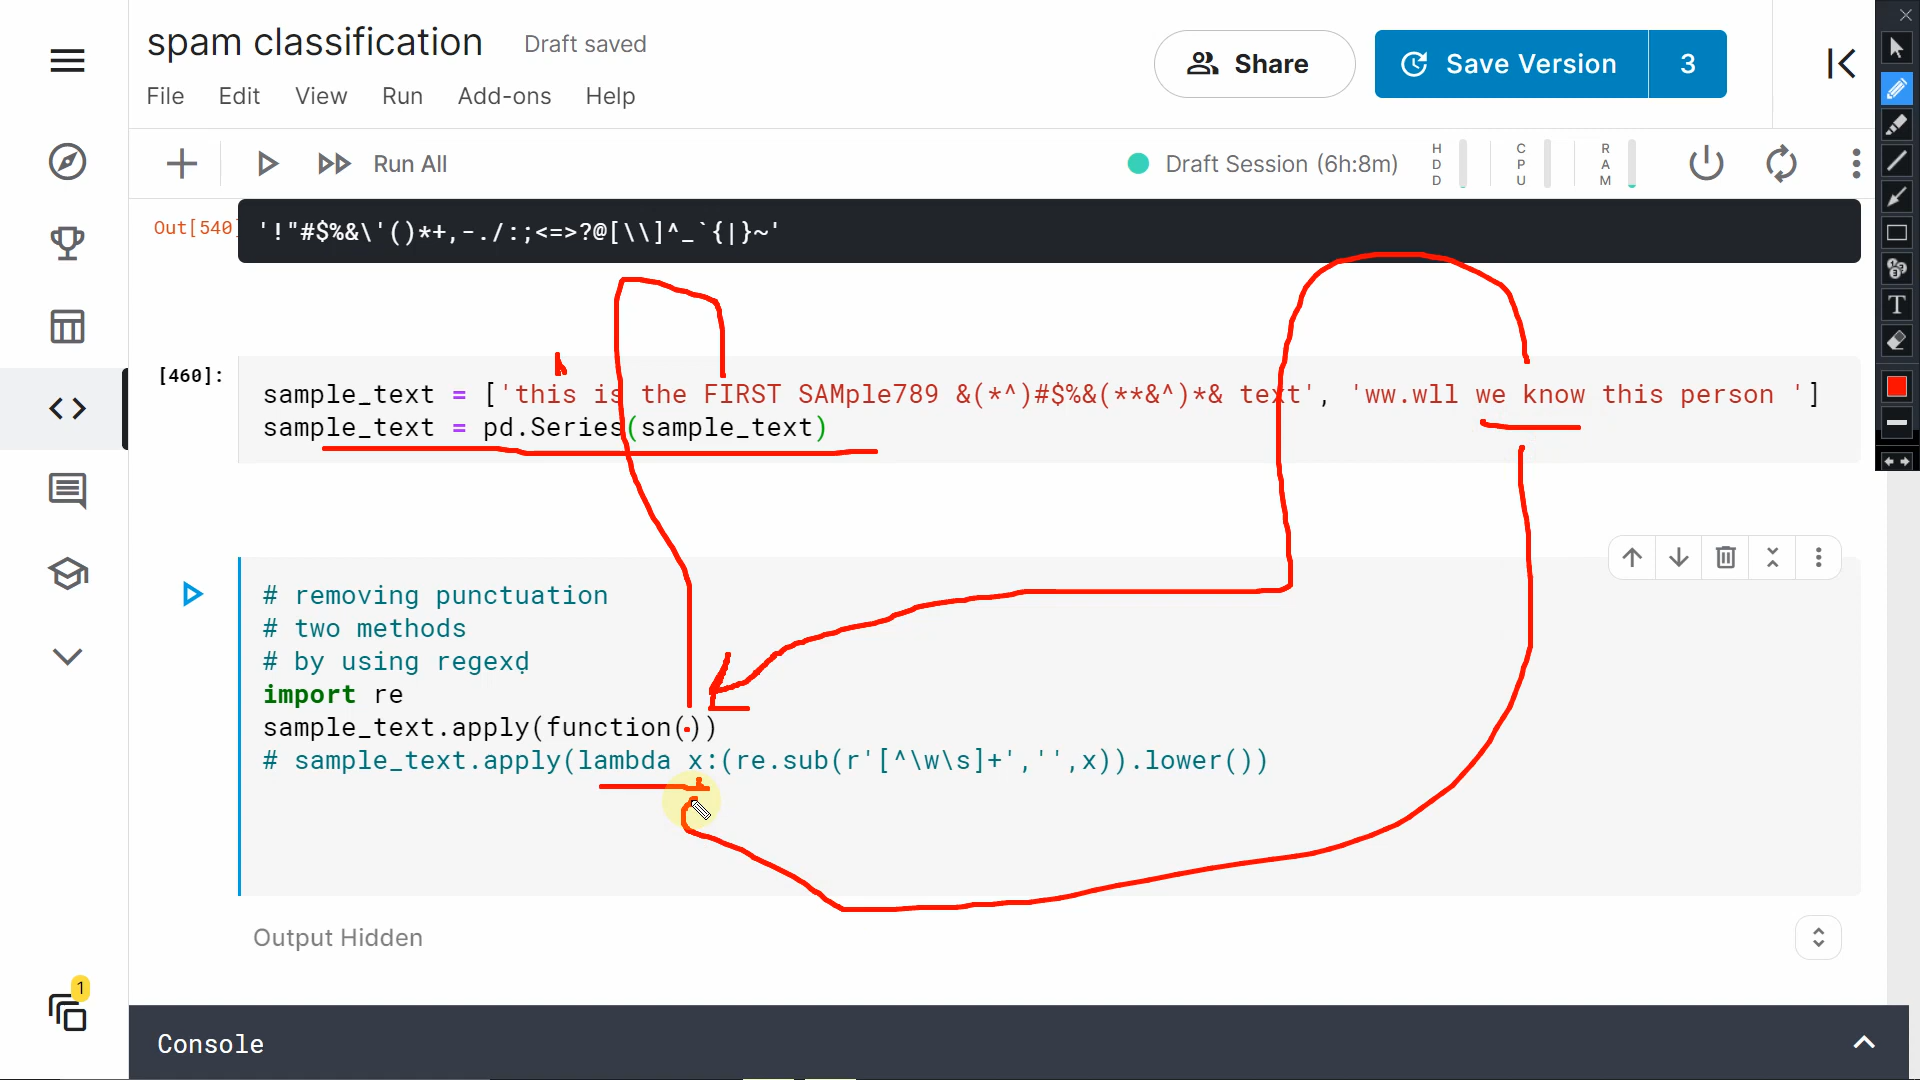 spam classification Draft saved
Share
Save Version 3
File Edit View Run Add-ons Help
Run All
Draft Session (6h:8m)
HDD CPU RAM
Out[540]
'!"#$%&\'()*+,-./:;<=>?@[\\]^_`{|}~'
[460]:
sample_text = ['this is the FIRST SAMple789 &(*^)#$%&(**&^)*& text', 'ww.wll we know this person ']
sample_text = pd.Series(sample_text)
# removing punctuation
# two methods
# by using regexḍ
import re
sample_text.apply(function())
# sample_text.apply(lambda x:(re.sub(r'[^\w\s]+','',x)).lower())
Output Hidden
1
Console